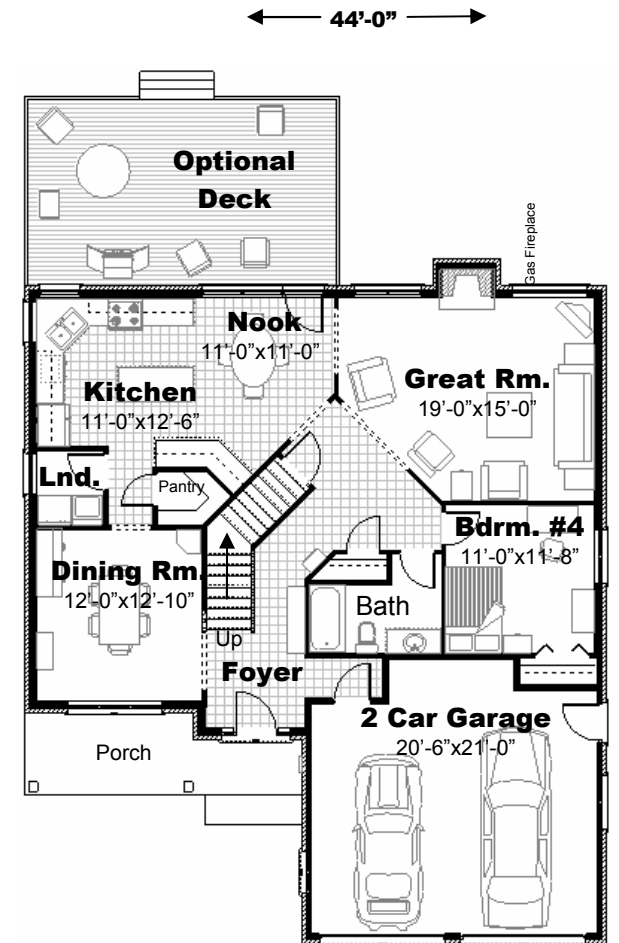 44'-0"
Optional
Deck
Gas Fireplace
Nook
11'-0"x11'-0"
Kitchen
11'-0"x12'-6"
Great Rm.
19'-0"x15'-0"
Lnd.
Pantry
Bdrm. #4
11'-0"x11'-8"
Dining Rm.
12'-0"x12'-10"
Bath
Up
Foyer
2 Car Garage
20'-6"x21'-0"
Porch